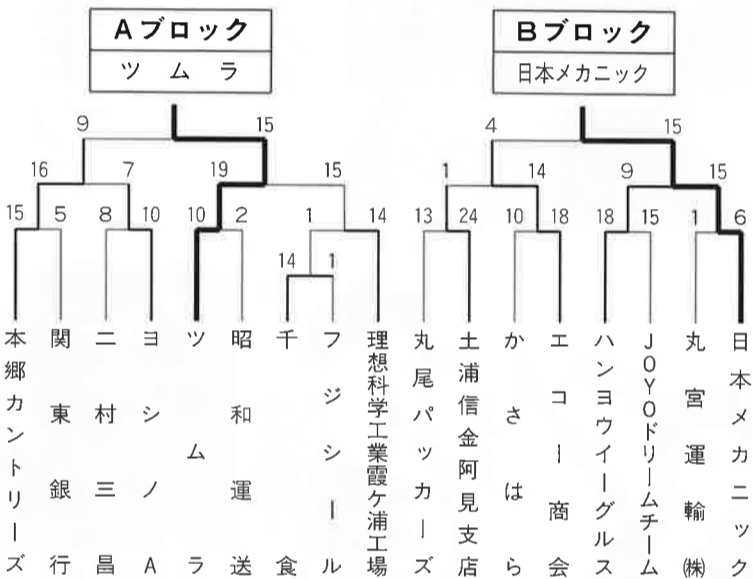 Aブロック
ツムラ
Bブロック
日本メカニック
9 15
4 15
16 7 19 15
1 14 9 15
15 5 8 10 10 2 1 14
13 24 10 18 18 15 1 6
14 1
本郷カントリーズ
関東銀行
二村三昌
ヨシノA
ツムラ
昭和運送
千食
フジシール
理想科学工業霞ケ浦工場
丸尾パッカーズ
土浦信金阿見支店
かさはら
エコー商会
ハンヨウイーグルス
JOYOドリームチーム
丸宮運輸㈱
日本メカニック